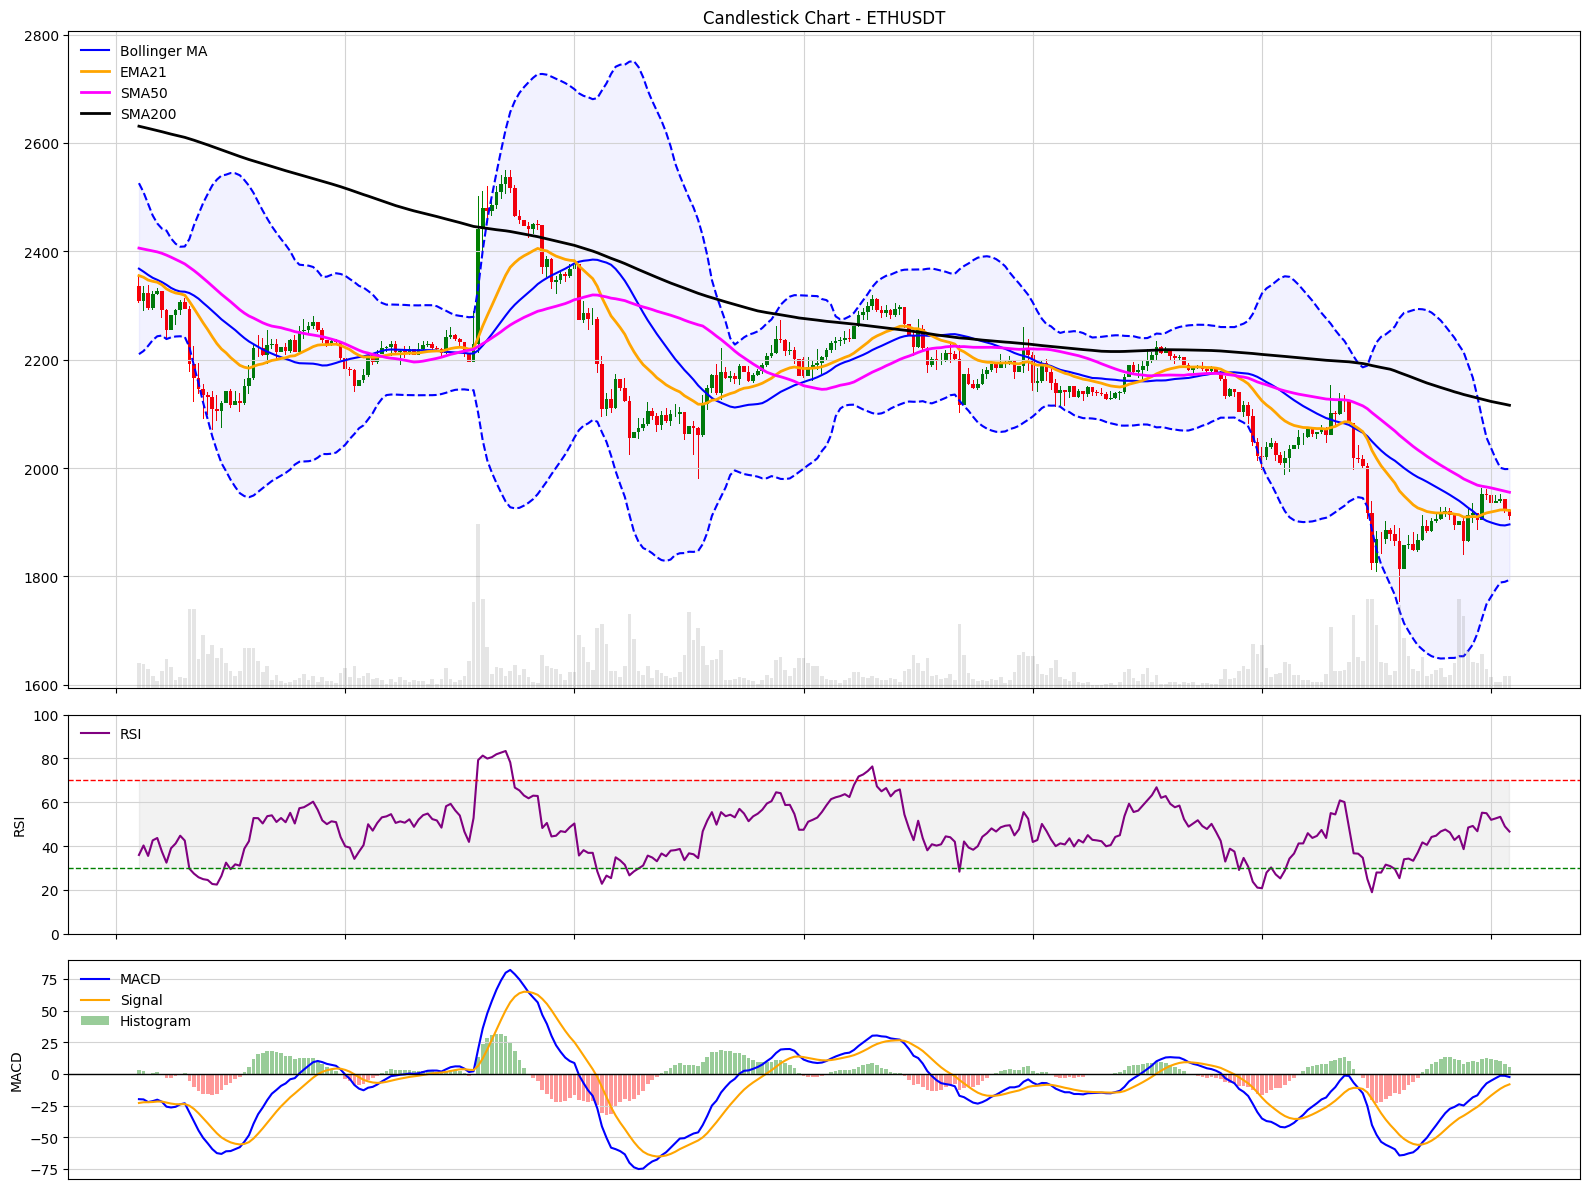 Candlestick Chart - ETHUSDT
2800
2600
2400
2200
2000
1800
1600
Bollinger MA
EMA21
SMA50
SMA200
100
80
60
40
20
0
RSI
RSI
75
50
25
0
−25
−50
−75
MACD
MACD
Signal
Histogram